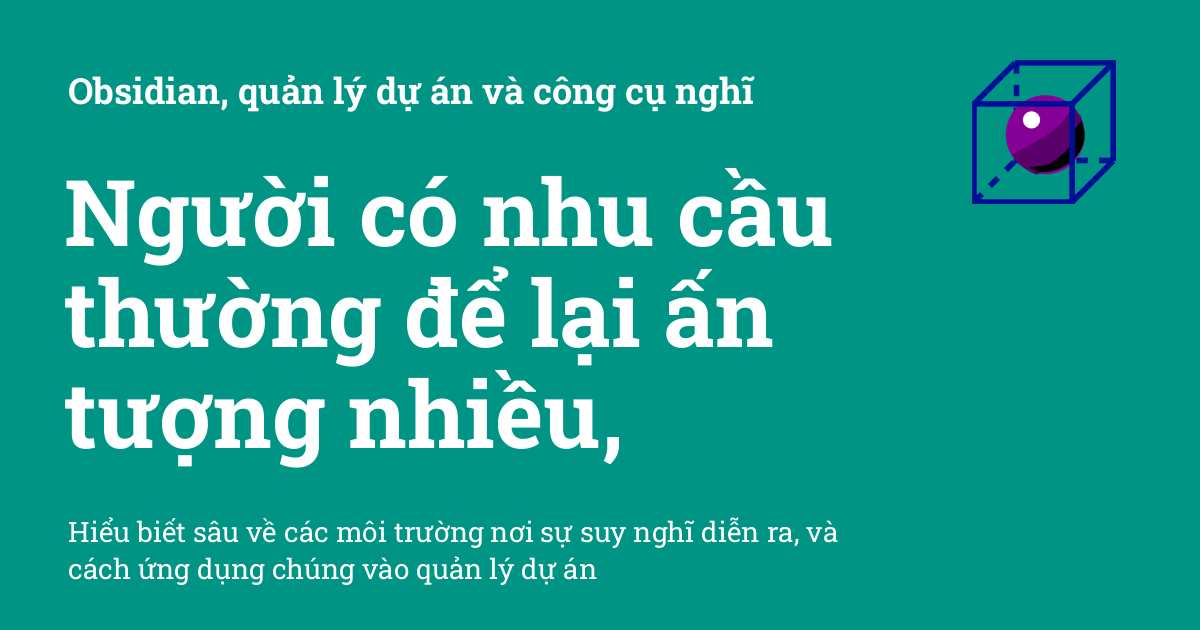 Obsidian, quản lý dự án và công cụ nghĩ
Người có nhu cầu
thường để lại ấn
tượng nhiều,
Hiểu biết sâu về các môi trường nơi sự suy nghĩ diễn ra, và
cách ứng dụng chúng vào quản lý dự án